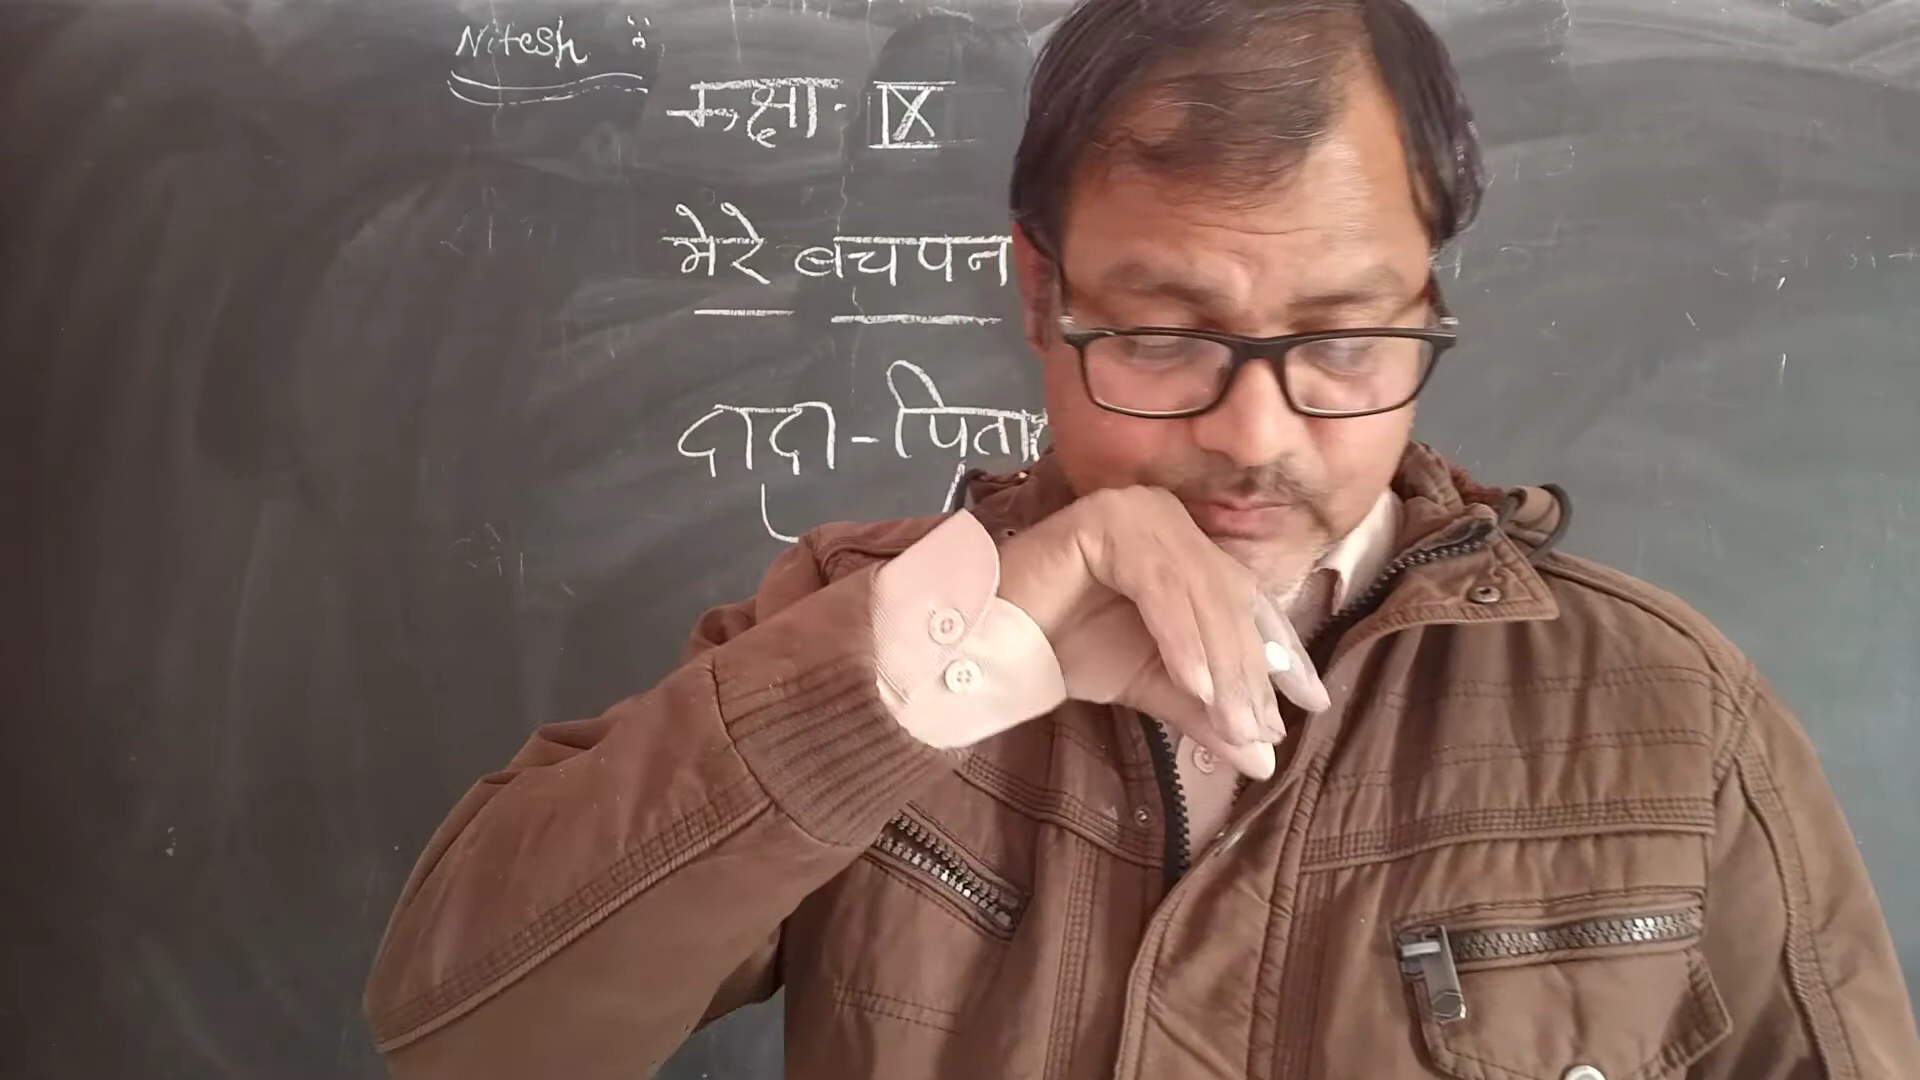 Nitesh
कक्षा- IX
मेरे बचपन
दादा-पिता